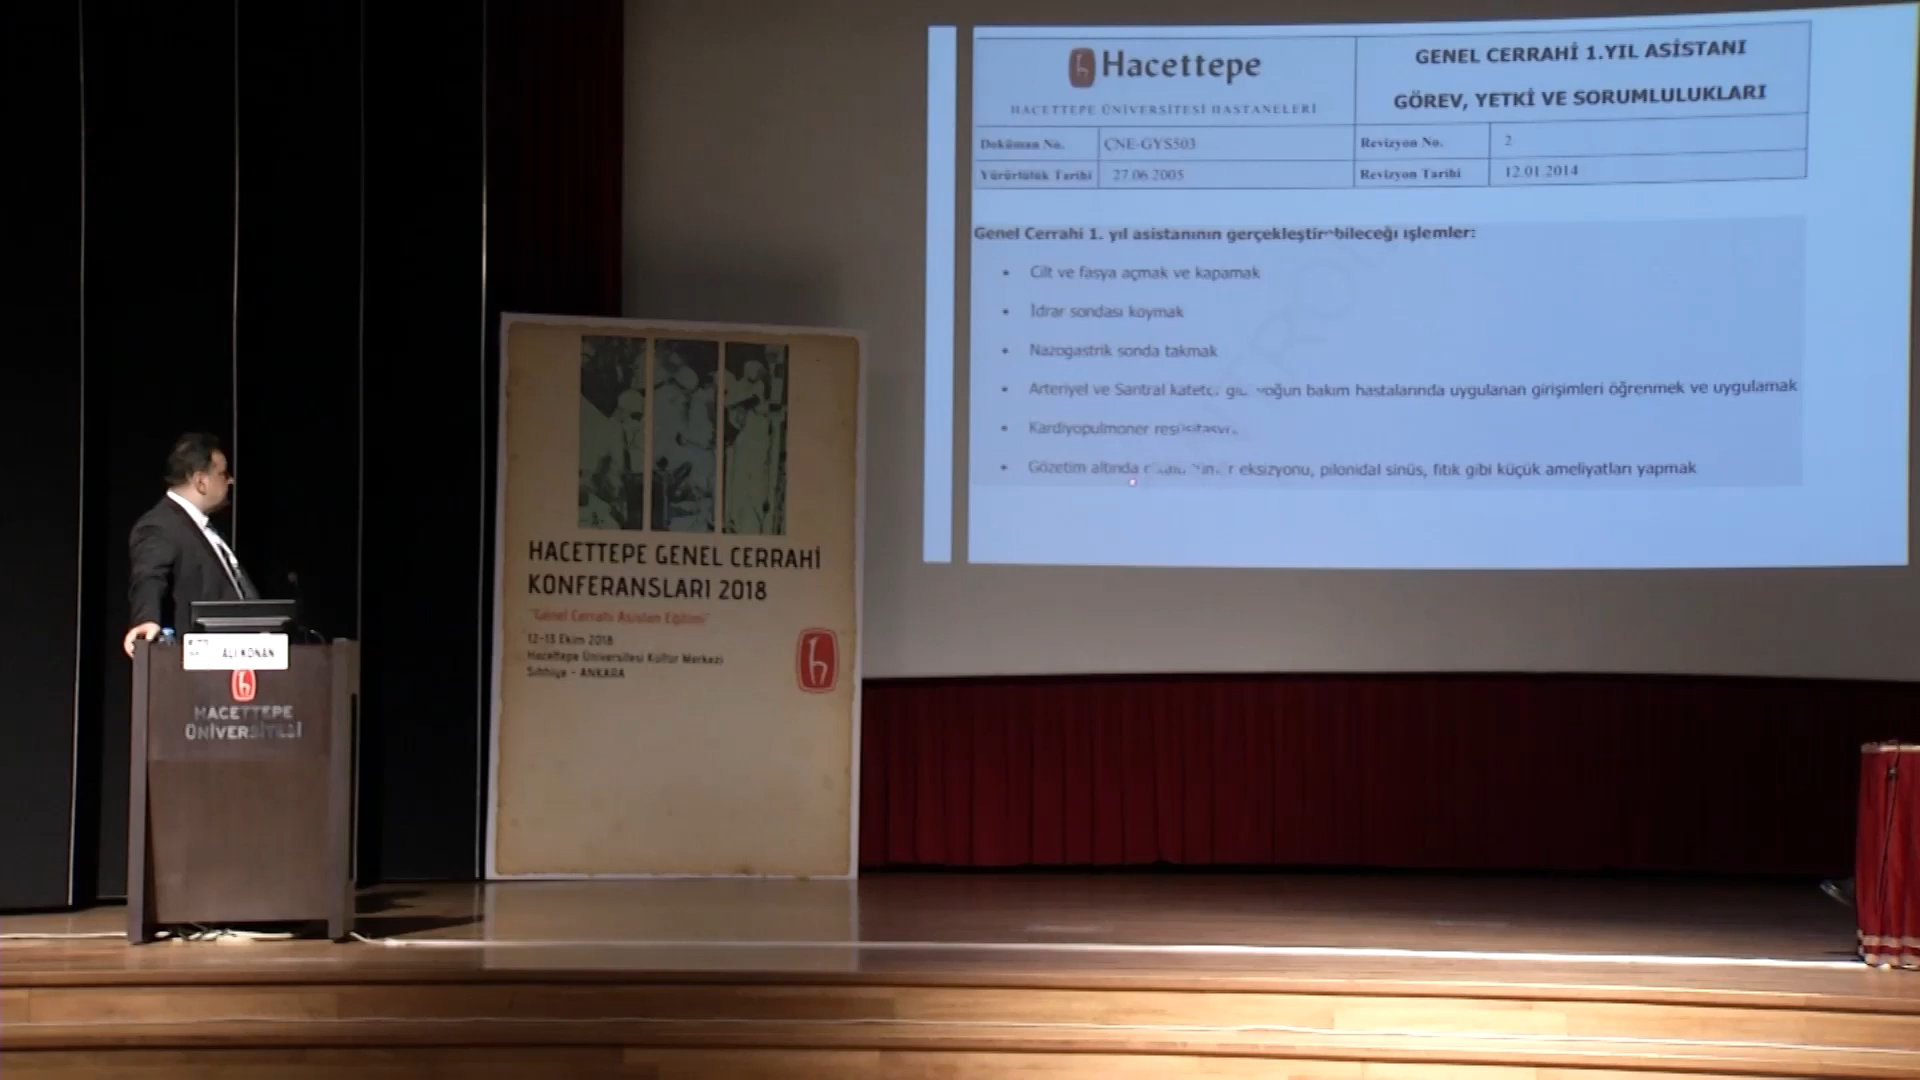 Hacettepe
HACETTEPE ÜNİVERSİTESİ HASTANELERİ
GENEL CERRAHİ 1.YIL ASİSTANI
GÖREV, YETKİ VE SORUMLULUKLARI
Doküman No. CNE-GYS503 Revizyon No. 2
Yürürlülük Tarihi 27.06.2005 Revizyon Tarihi 12.01.2014
Genel Cerrahi 1. yıl asistanının gerçekleştirebileceği işlemler:
• Cilt ve fasya açmak ve kapamak
• İdrar sondası koymak
• Nazogastrik sonda takmak
• Arteriyel ve Santral yoğun bakım hastalarında uygulanan girişimleri öğrenmek ve uygulamak
• Kardiyopulmoner
• Gözetim altında eksizyonu, pilonidal sinüs, fıtık gibi küçük ameliyatları yapmak
HACETTEPE GENEL CERRAHİ
KONFERANSLARI 2018
"Genel Cerrahi Asistan Eğitimi"
12-13 Ekim 2018
Hacettepe Üniversitesi Kültür Merkezi
Sıhhiye - ANKARA
ALİ KONAN
HACETTEPE
ÜNİVERSİTESİ